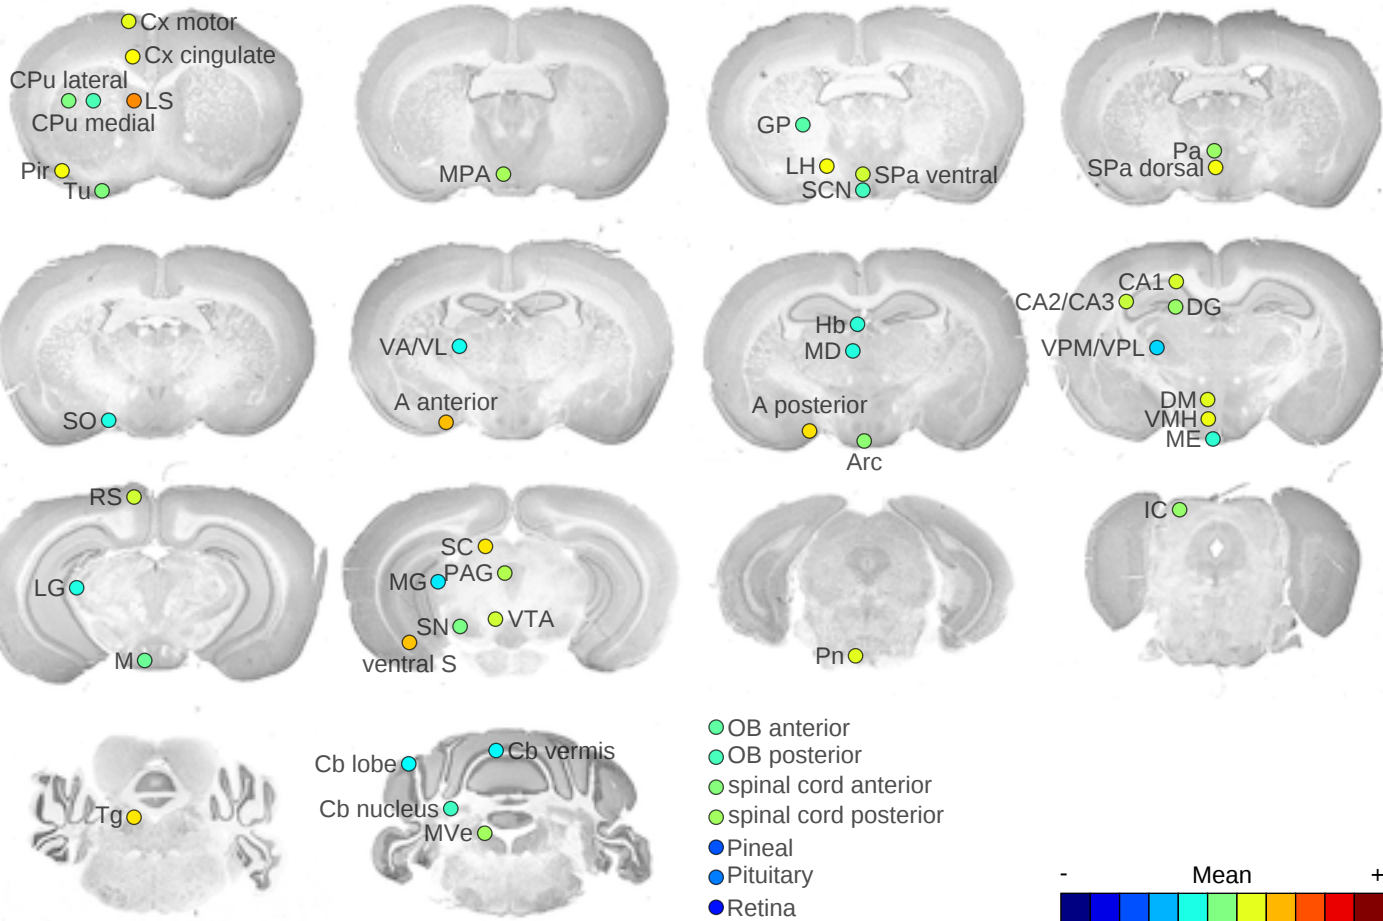 Cx motor
Cx cingulate
CPu lateral
LS
CPu medial
Pir
Tu
MPA
GP
LH
SPa ventral
SCN
Pa
SPa dorsal
SO
VA/VL
A anterior
Hb
MD
A posterior
Arc
CA1
CA2/CA3
DG
VPM/VPL
DM
VMH
ME
RS
LG
M
SC
PAG
MG
VTA
SN
ventral S
Pn
IC
Tg
Cb vermis
Cb lobe
Cb nucleus
MVe
OB anterior
OB posterior
spinal cord anterior
spinal cord posterior
Pineal
Pituitary
Retina
- Mean +